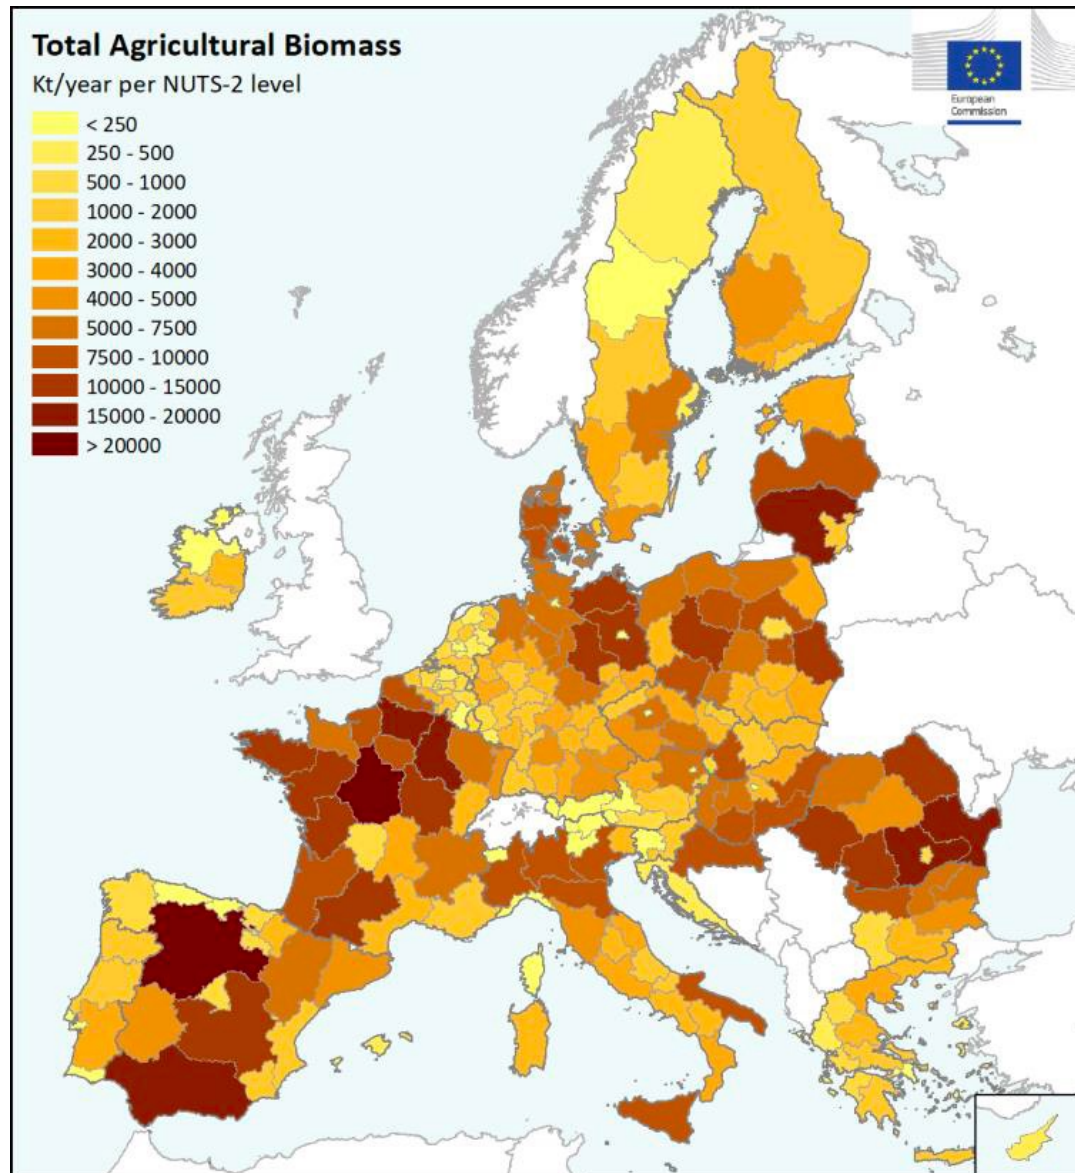 Total Agricultural Biomass
Kt/year per NUTS-2 level
< 250
250 - 500
500 - 1000
1000 - 2000
2000 - 3000
3000 - 4000
4000 - 5000
5000 - 7500
7500 - 10000
10000 - 15000
15000 - 20000
> 20000
European
Commission